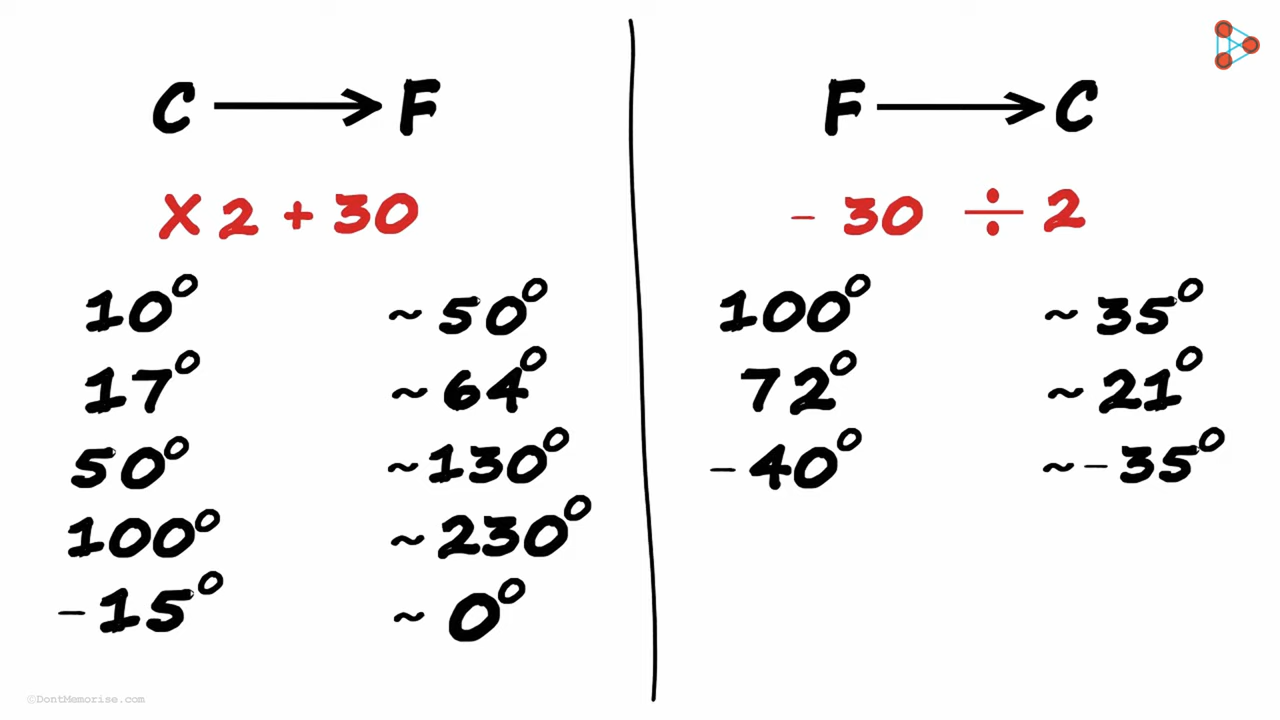 C → F
× 2 + 30
10° ~ 50°
17° ~ 64°
50° ~ 130°
100° ~ 230°
- 15° ~ 0°
F → C
- 30 ÷ 2
100° ~ 35°
72° ~ 21°
- 40° ~ - 35°
©DontMemorise.com